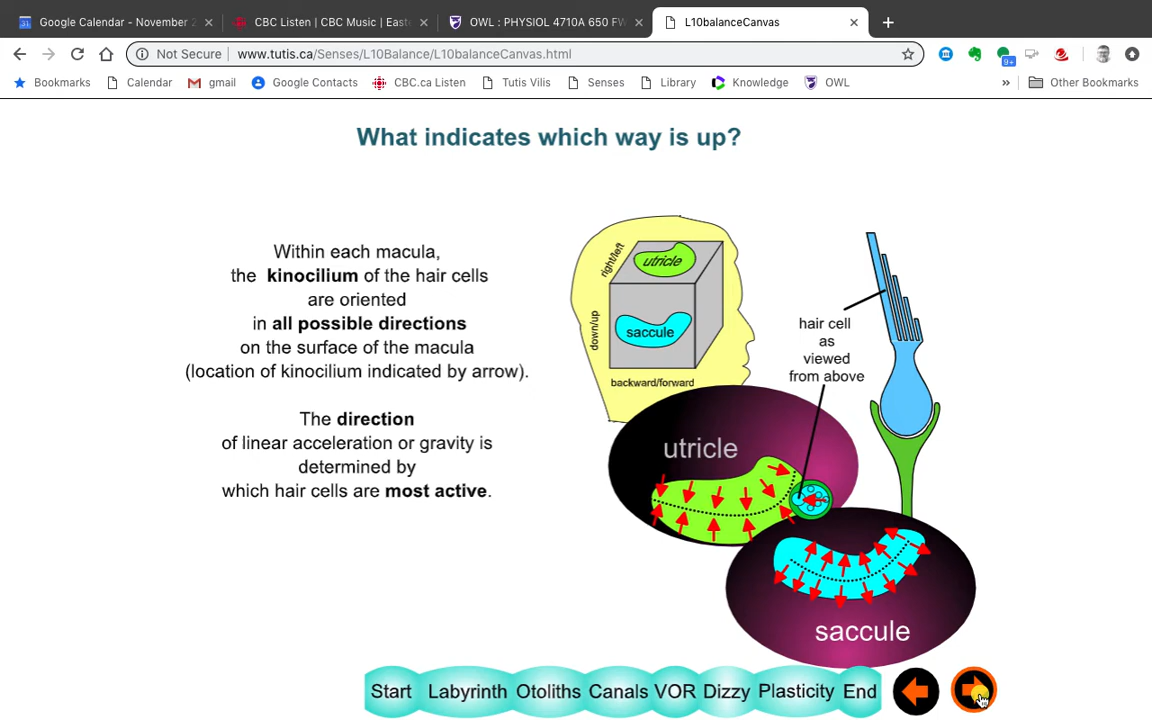 Google Calendar - November 2
CBC Listen | CBC Music | Easte
OWL : PHYSIOL 4710A 650 FW
L10balanceCanvas
Not Secure
www.tutis.ca/Senses/L10Balance/L10balanceCanvas.html
9+
Bookmarks
Calendar
gmail
Google Contacts
CBC.ca Listen
Tutis Vilis
Senses
Library
Knowledge
OWL
»
Other Bookmarks
What indicates which way is up?
Within each macula,
the kinocilium of the hair cells
are oriented
in all possible directions
on the surface of the macula
(location of kinocilium indicated by arrow).
The direction
of linear acceleration or gravity is
determined by
which hair cells are most active.
right/left
utricle
down/up
saccule
backward/forward
hair cell
as
viewed
from above
utricle
saccule
Start
Labyrinth
Otoliths
Canals
VOR
Dizzy
Plasticity
End